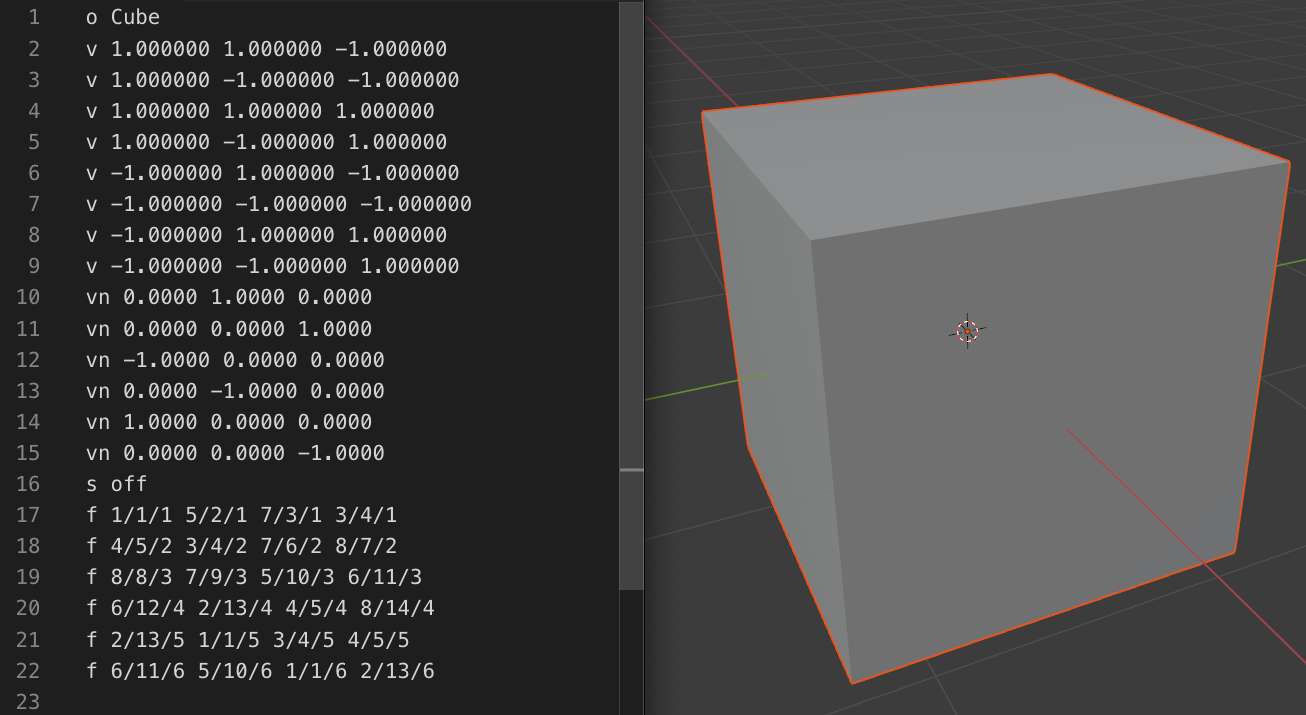 1 o Cube
2 v 1.000000 1.000000 -1.000000
3 v 1.000000 -1.000000 -1.000000
4 v 1.000000 1.000000 1.000000
5 v 1.000000 -1.000000 1.000000
6 v -1.000000 1.000000 -1.000000
7 v -1.000000 -1.000000 -1.000000
8 v -1.000000 1.000000 1.000000
9 v -1.000000 -1.000000 1.000000
10 vn 0.0000 1.0000 0.0000
11 vn 0.0000 0.0000 1.0000
12 vn -1.0000 0.0000 0.0000
13 vn 0.0000 -1.0000 0.0000
14 vn 1.0000 0.0000 0.0000
15 vn 0.0000 0.0000 -1.0000
16 s off
17 f 1/1/1 5/2/1 7/3/1 3/4/1
18 f 4/5/2 3/4/2 7/6/2 8/7/2
19 f 8/8/3 7/9/3 5/10/3 6/11/3
20 f 6/12/4 2/13/4 4/5/4 8/14/4
21 f 2/13/5 1/1/5 3/4/5 4/5/5
22 f 6/11/6 5/10/6 1/1/6 2/13/6
23